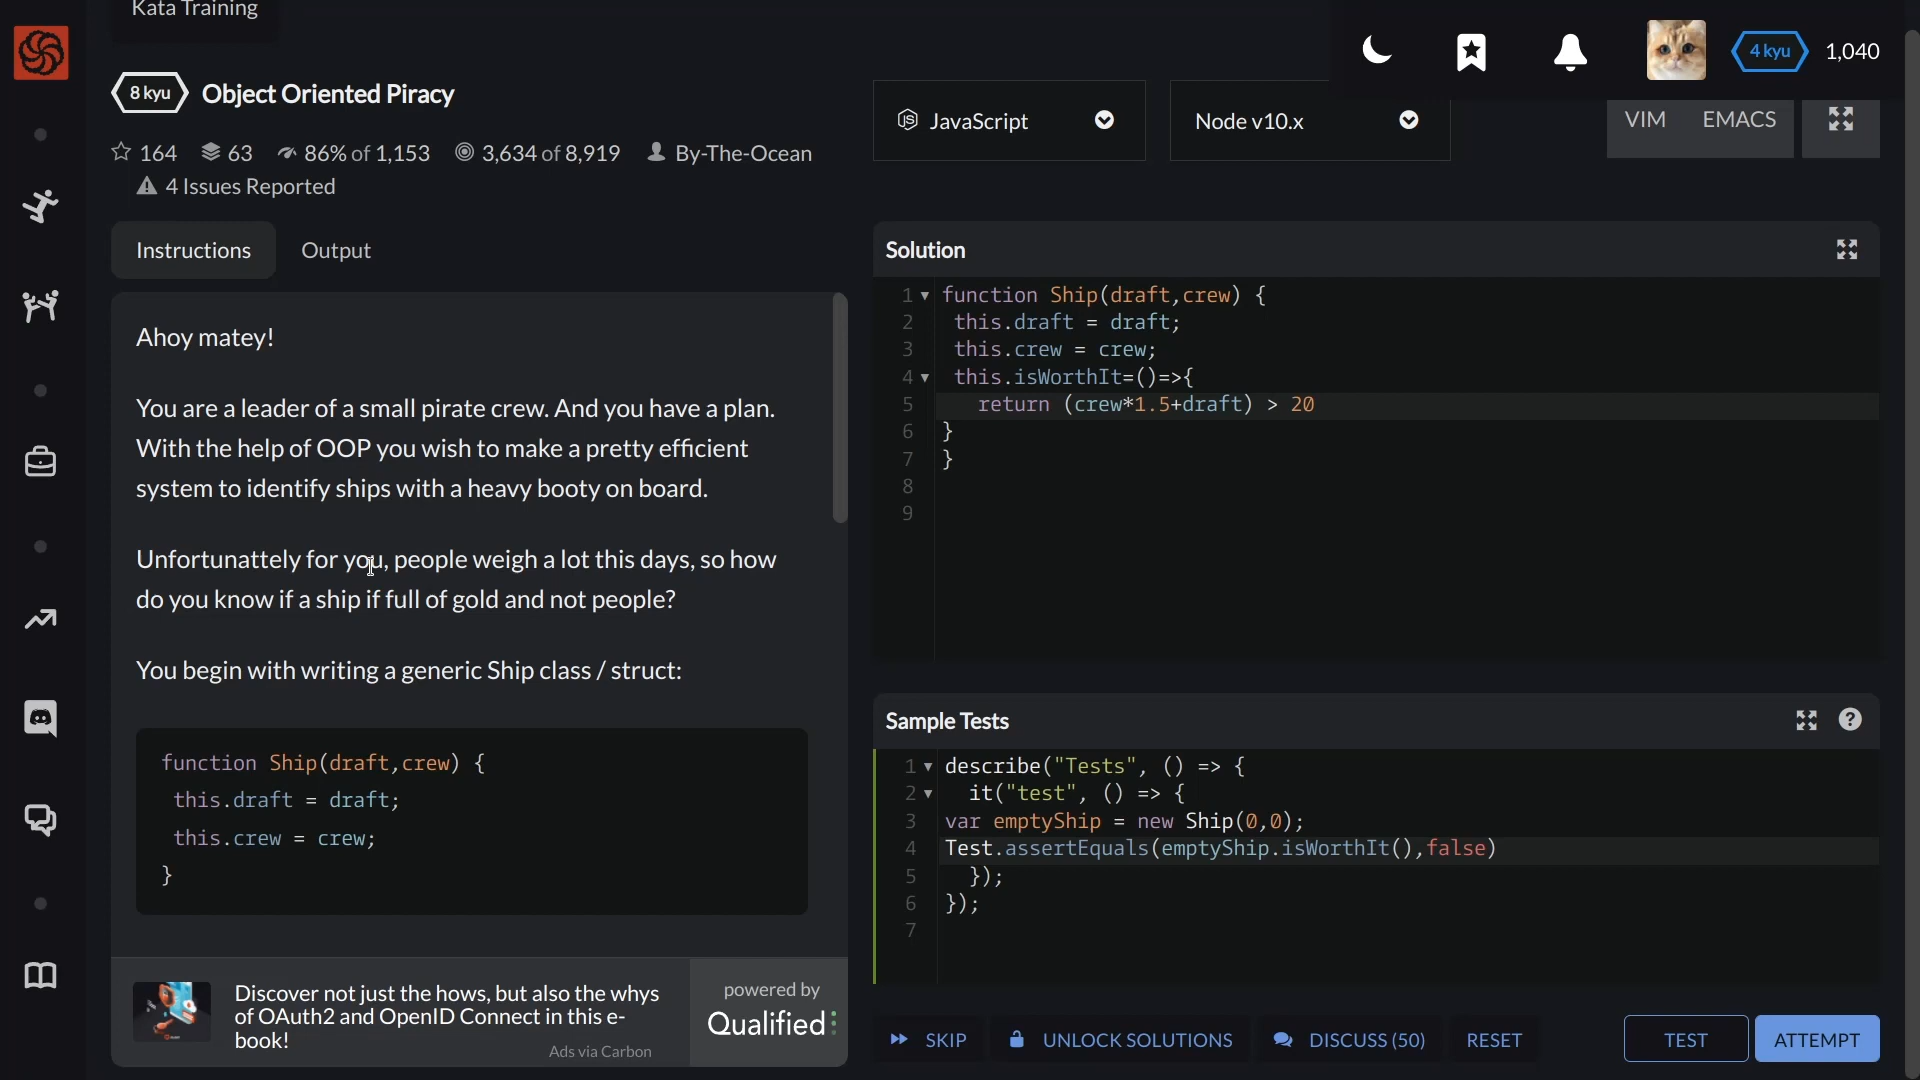 Kata Training
4 kyu 1,040
8 kyu Object Oriented Piracy
JavaScript
Node v10.x
VIM EMACS
164 63 86% of 1,153 3,634 of 8,919 By-The-Ocean
4 Issues Reported
Instructions Output
Ahoy matey!
You are a leader of a small pirate crew. And you have a plan.
With the help of OOP you wish to make a pretty efficient
system to identify ships with a heavy booty on board.
Unfortunattely for you, people weigh a lot this days, so how
do you know if a ship if full of gold and not people?
You begin with writing a generic Ship class / struct:
function Ship(draft,crew) {
this.draft = draft;
this.crew = crew;
}
Discover not just the hows, but also the whys
of OAuth2 and OpenID Connect in this e-
book!
Ads via Carbon
powered by
Qualified
Solution
1 function Ship(draft,crew) {
2 this.draft = draft;
3 this.crew = crew;
4 this.isWorthIt=()=>{
5 return (crew*1.5+draft) > 20
6 }
7 }
8
9
Sample Tests
1 describe("Tests", () => {
2 it("test", () => {
3 var emptyShip = new Ship(0,0);
4 Test.assertEquals(emptyShip.isWorthIt(),false)
5 });
6 });
7
SKIP UNLOCK SOLUTIONS DISCUSS (50) RESET TEST ATTEMPT